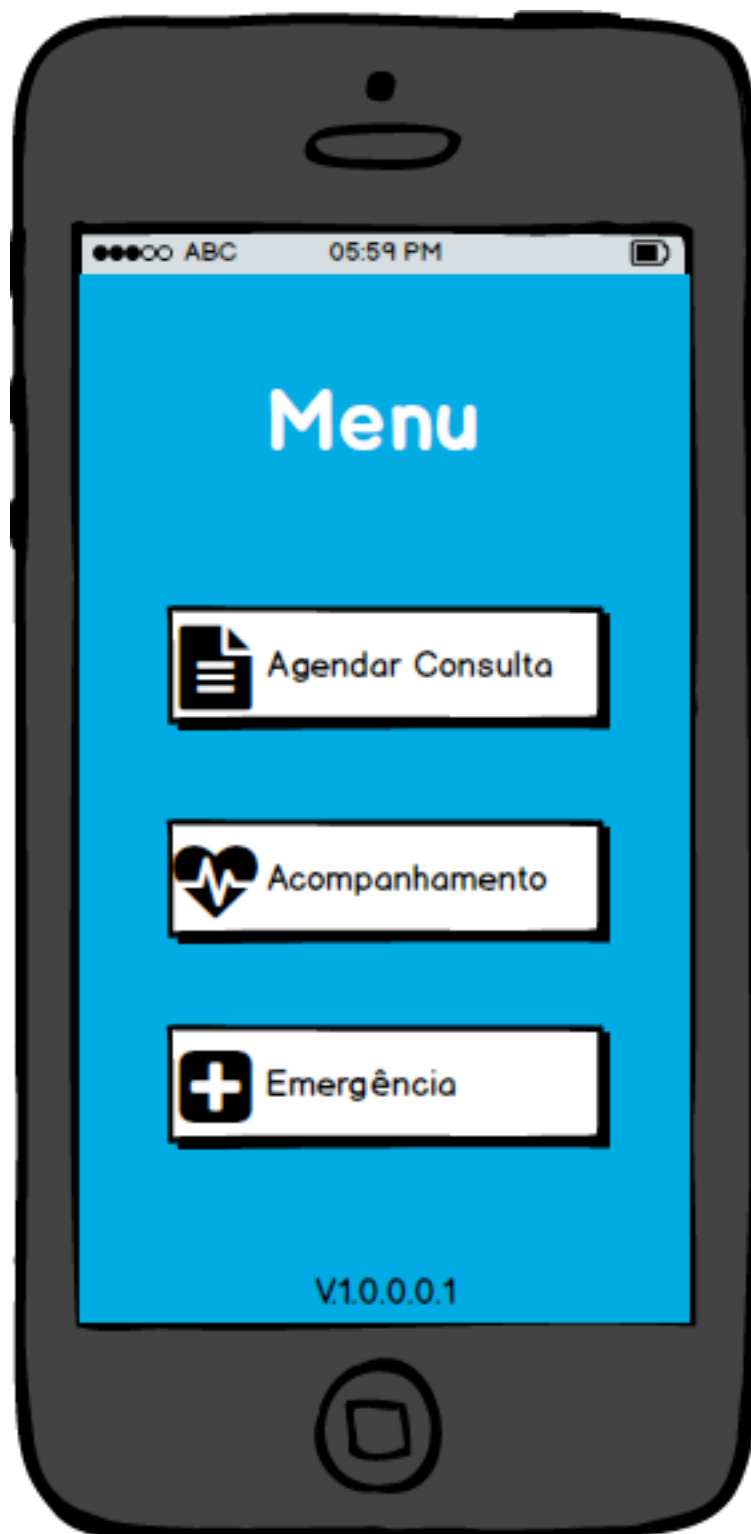 ABC 05:59 PM
Menu
Agendar Consulta
Acompanhamento
Emergência
V.1.0.0.0.1